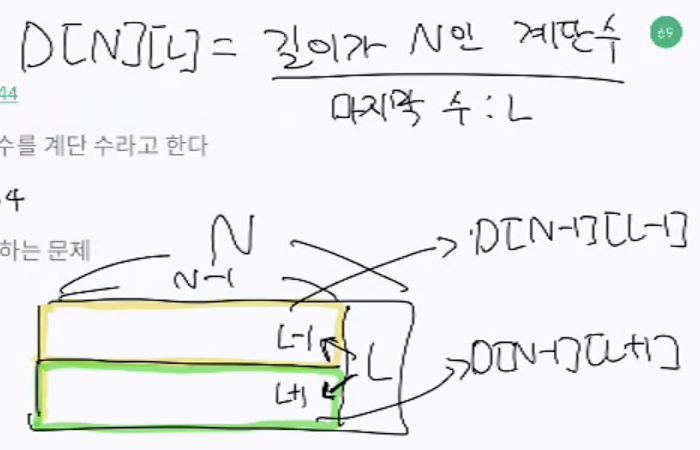 D[N][L] = 길이가 N인 계단수
69
마지막 수 : L
44
수를 계단 수라고 한다
4
하는 문제
N
N-1
D[N-1][L-1]
L-1
L
L+1
D[N-1][L+1]